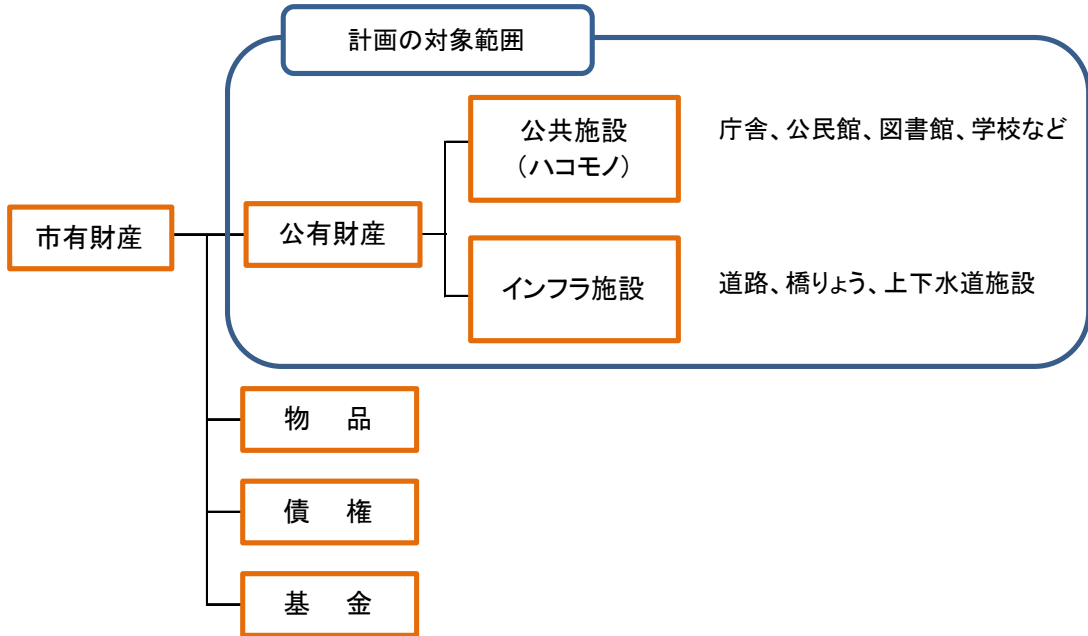 計画の対象範囲
公共施設
（ハコモノ）
庁舎、公民館、図書館、学校など
市有財産
公有財産
インフラ施設
道路、橋りょう、上下水道施設
物　品
債　権
基　金